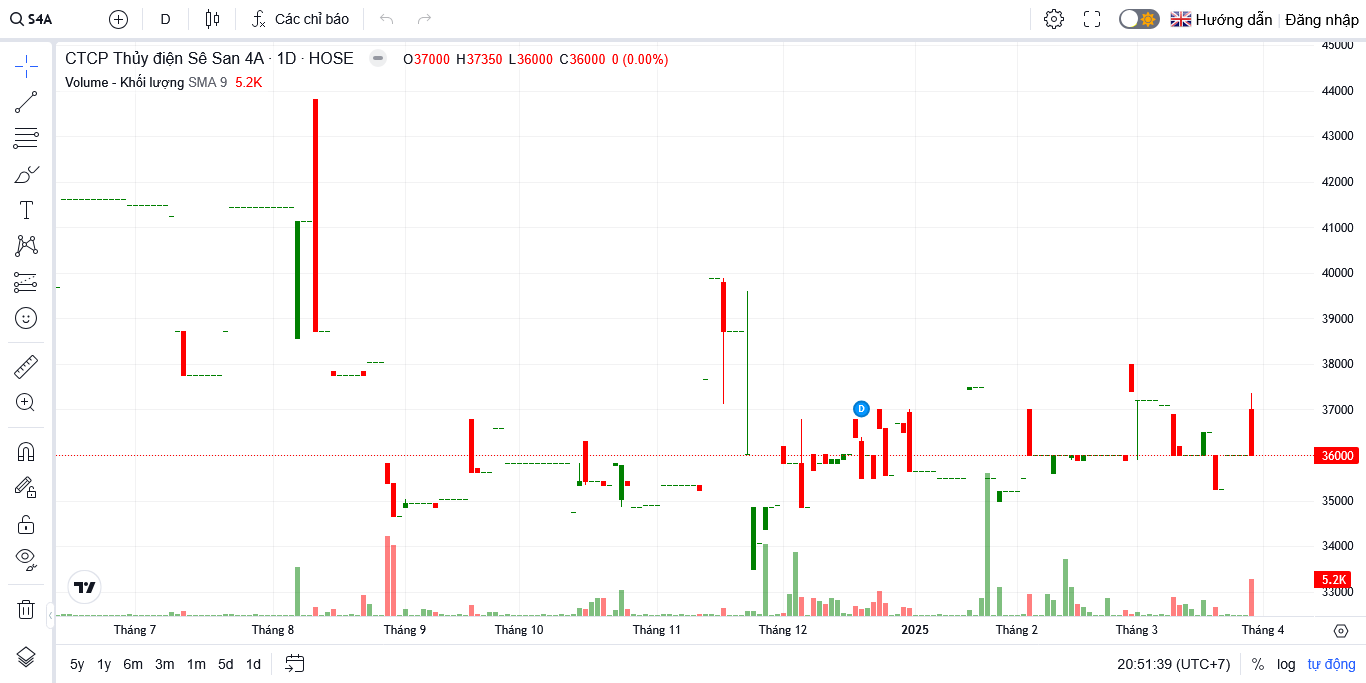 S4A D Các chỉ báo Hướng dẫn Đăng nhập
CTCP Thủy điện Sê San 4A · 1D · HOSE O37000 H37350 L36000 C36000 0 (0.00%)
Volume - Khối lượng SMA 9 5.2K
45000
44000
43000
42000
41000
40000
39000
38000
37000
36000
35000
34000
5.2K
33000
D
Tháng 7 Tháng 8 Tháng 9 Tháng 10 Tháng 11 Tháng 12 2025 Tháng 2 Tháng 3 Tháng 4
5y 1y 6m 3m 1m 5d 1d 20:51:39 (UTC+7) % log tự động